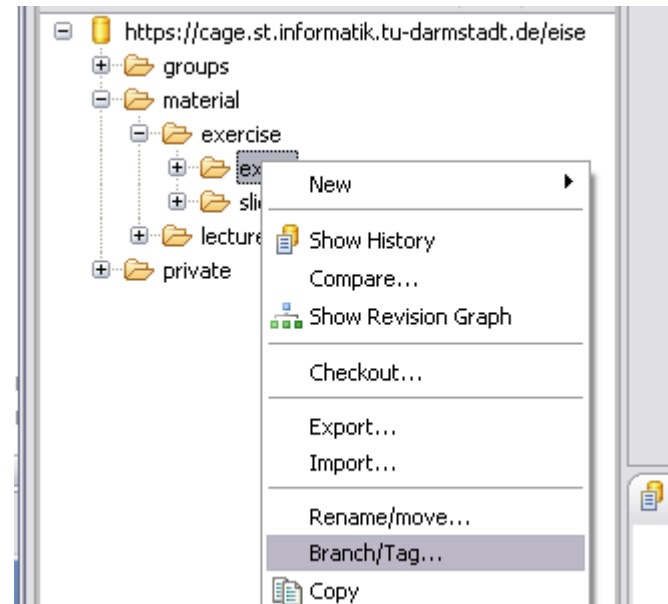 https://cage.st.informatik.tu-darmstadt.de/eise
groups
material
exercise
New
Show History
lecture
Compare...
private
Show Revision Graph
Checkout...
Export...
Import...
Rename/move...
Branch/Tag...
Copy